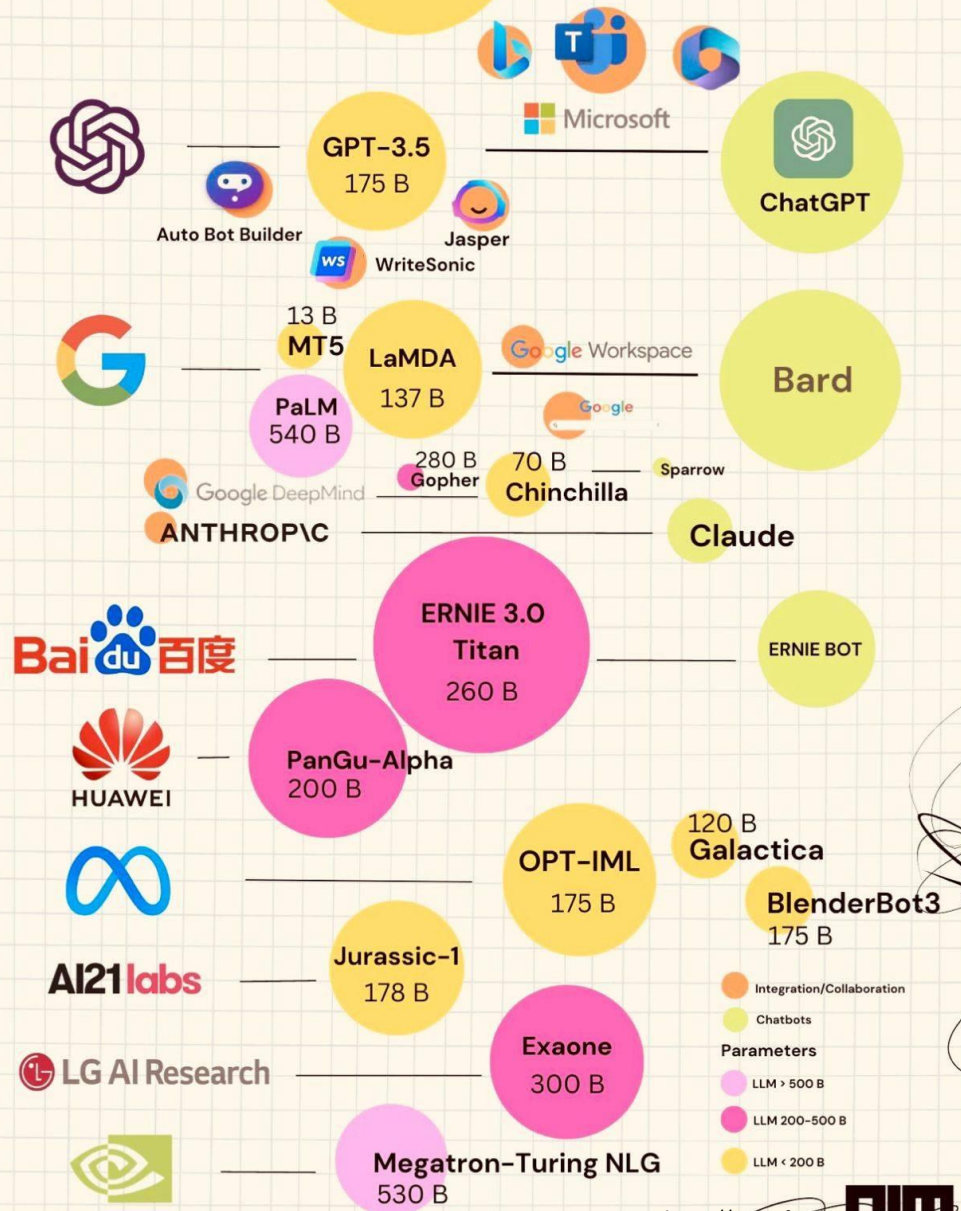 T
Microsoft
GPT-3.5
175 B
ChatGPT
Auto Bot Builder
Jasper
WS
WriteSonic
13 B
MT5
LaMDA
137 B
Google Workspace
Bard
PaLM
540 B
Google
280 B
Gopher
70 B
Chinchilla
Sparrow
Google DeepMind
ANTHROP\C
Claude
ERNIE 3.0
Titan
260 B
ERNIE BOT
Bai du 百度
PanGu-Alpha
200 B
HUAWEI
120 B
Galactica
OPT-IML
175 B
BlenderBot3
175 B
Jurassic-1
178 B
AI21 labs
Integration/Collaboration
Chatbots
Parameters
LLM > 500 B
LLM 200-500 B
LLM < 200 B
Exaone
300 B
LG AI Research
Megatron-Turing NLG
530 B